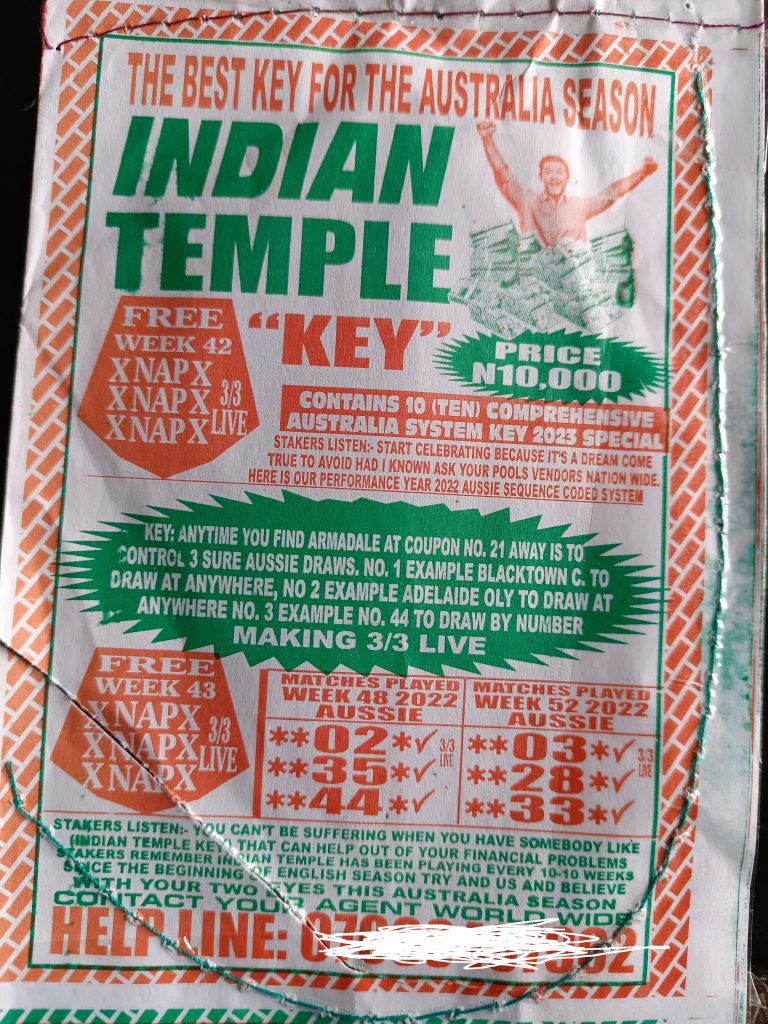 THE BEST KEY FOR THE AUSTRALIA SEASON
INDIAN
TEMPLE
"KEY"
PRICE
N10,000
FREE
WEEK 42
X NAP X
X NAP X
X NAP X
3/3
LIVE
CONTAINS 10 (TEN) COMPREHENSIVE
AUSTRALIA SYSTEM KEY 2023 SPECIAL
STAKERS LISTEN:- START CELEBRATING BECAUSE IT'S A DREAM COME
TRUE TO AVOID HAD I KNOWN ASK YOUR POOLS VENDORS NATION WIDE.
HERE IS OUR PERFORMANCE YEAR 2022 AUSSIE SEQUENCE CODED SYSTEM
KEY: ANYTIME YOU FIND ARMADALE AT COUPON NO. 21 AWAY IS TO
CONTROL 3 SURE AUSSIE DRAWS. NO. 1 EXAMPLE BLACKTOWN C. TO
DRAW AT ANYWHERE, NO 2 EXAMPLE ADELAIDE OLY TO DRAW AT
ANYWHERE NO. 3 EXAMPLE NO. 44 TO DRAW BY NUMBER
MAKING 3/3 LIVE
FREE
WEEK 43
X NAP X
X NAP X
X NAP X
3/3
LIVE
MATCHES PLAYED
WEEK 48 2022
AUSSIE
**02*✓
**35*✓
**44*✓
3/3
LIVE
MATCHES PLAYED
WEEK 52 2022
AUSSIE
**03*✓
**28*✓
**33*✓
3/3
LIVE
STAKERS LISTEN:- YOU CAN'T BE SUFFERING WHEN YOU HAVE SOMEBODY LIKE
(INDIAN TEMPLE KEY) THAT CAN HELP OUT OF YOUR FINANCIAL PROBLEMS
STAKERS REMEMBER INDIAN TEMPLE HAS BEEN PLAYING EVERY 10-10 WEEKS
SINCE THE BEGINNING OF ENGLISH SEASON TRY AND US AND BELIEVE
WITH YOUR TWO EYES THIS AUSTRALIA SEASON
CONTACT YOUR AGENT WORLD WIDE
HELP LINE: